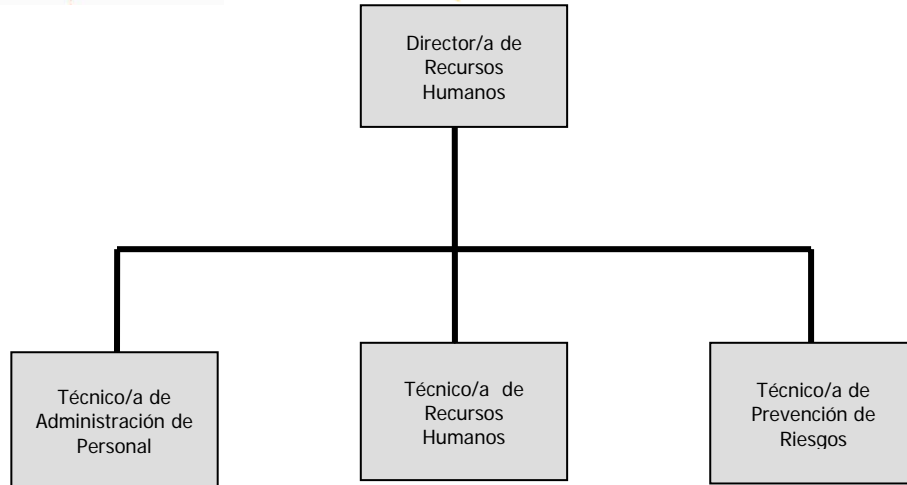 Director/a de
Recursos
Humanos
Técnico/a de
Administración de
Personal
Técnico/a de
Recursos
Humanos
Técnico/a de
Prevención de
Riesgos